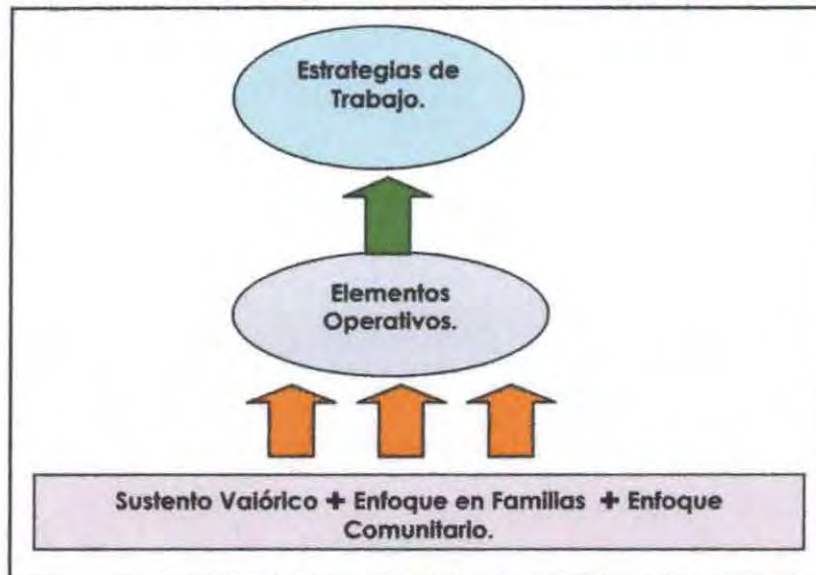 Estrategias de
Trabajo.
Elementos
Operativos.
Sustento Valórico + Enfoque en Familias + Enfoque
Comunitario.